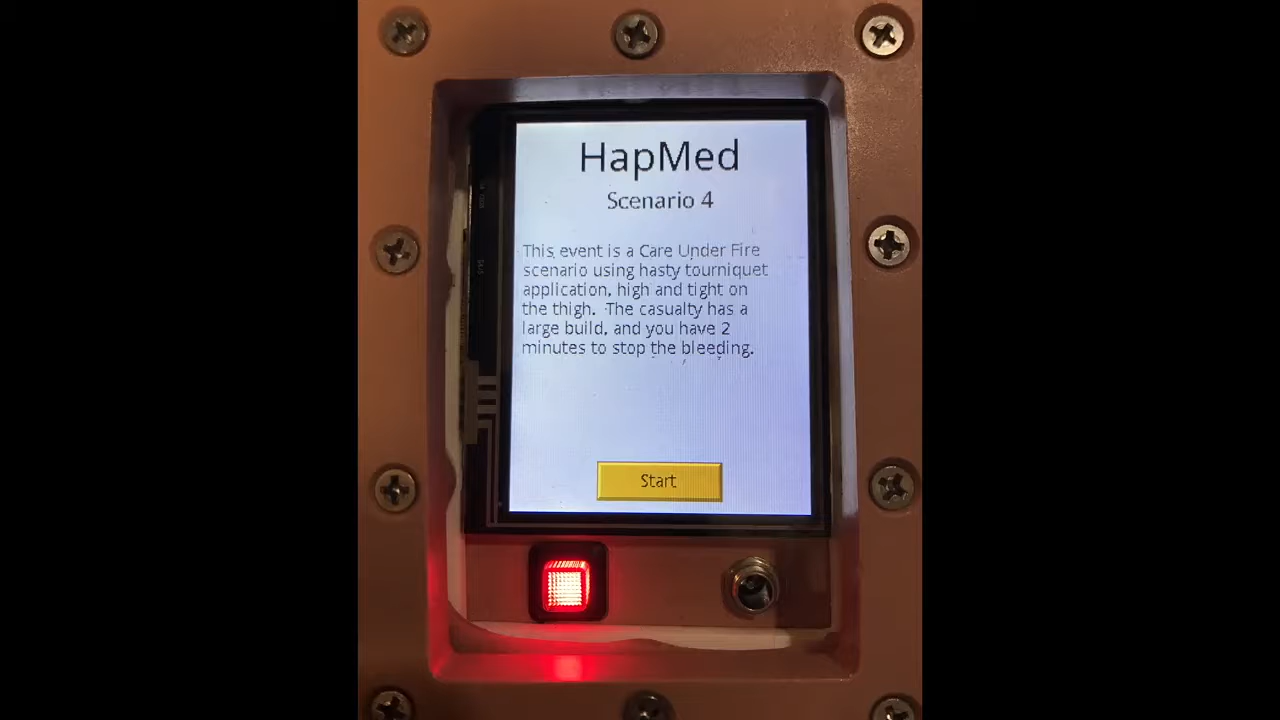 HapMed
Scenario 4
This event is a Care Under Fire
scenario using hasty tourniquet
application, high and tight on
the thigh. The casualty has a
large build, and you have 2
minutes to stop the bleeding.
Start